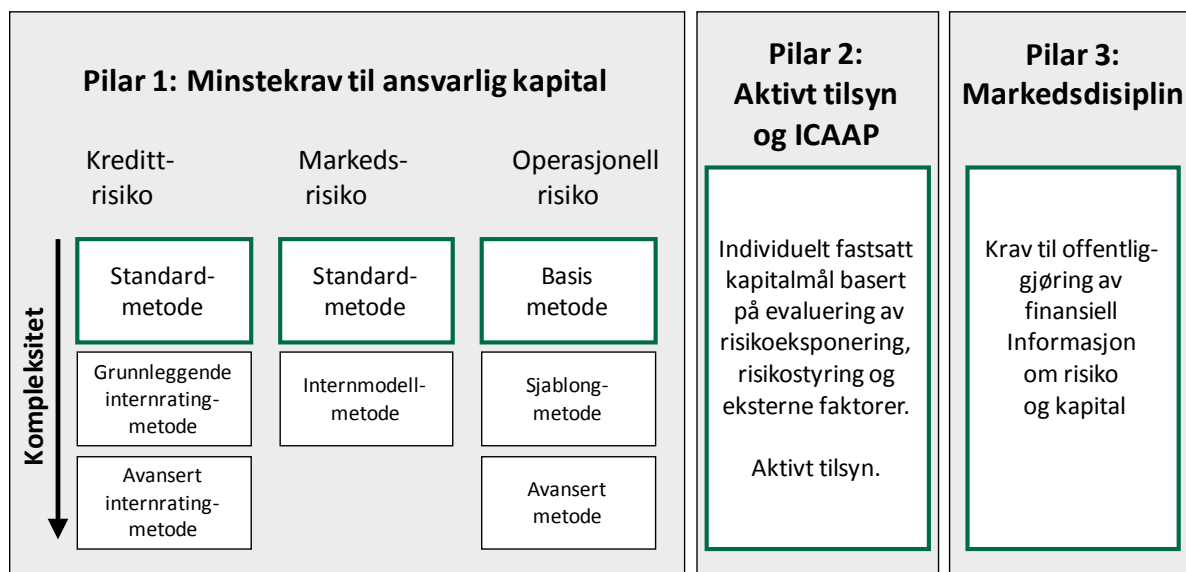 Pilar 1: Minstekrav til ansvarlig kapital
Kreditt-
risiko
Markeds-
risiko
Operasjonell
risiko
Kompleksitet
Standard-
metode
Standard-
metode
Basis
metode
Grunnleggende
internrating-
metode
Internmodell-
metode
Sjablong-
metode
Avansert
internrating-
metode
Avansert
metode
Pilar 2:
Aktivt tilsyn
og ICAAP
Individuelt fastsatt
kapitalmål basert
på evaluering av
risikoeksponering,
risikostyring og
eksterne faktorer.
Aktivt tilsyn.
Pilar 3:
Markedsdisiplin
Krav til offentlig-
gjøring av
finansiell
Informasjon
om risiko
og kapital